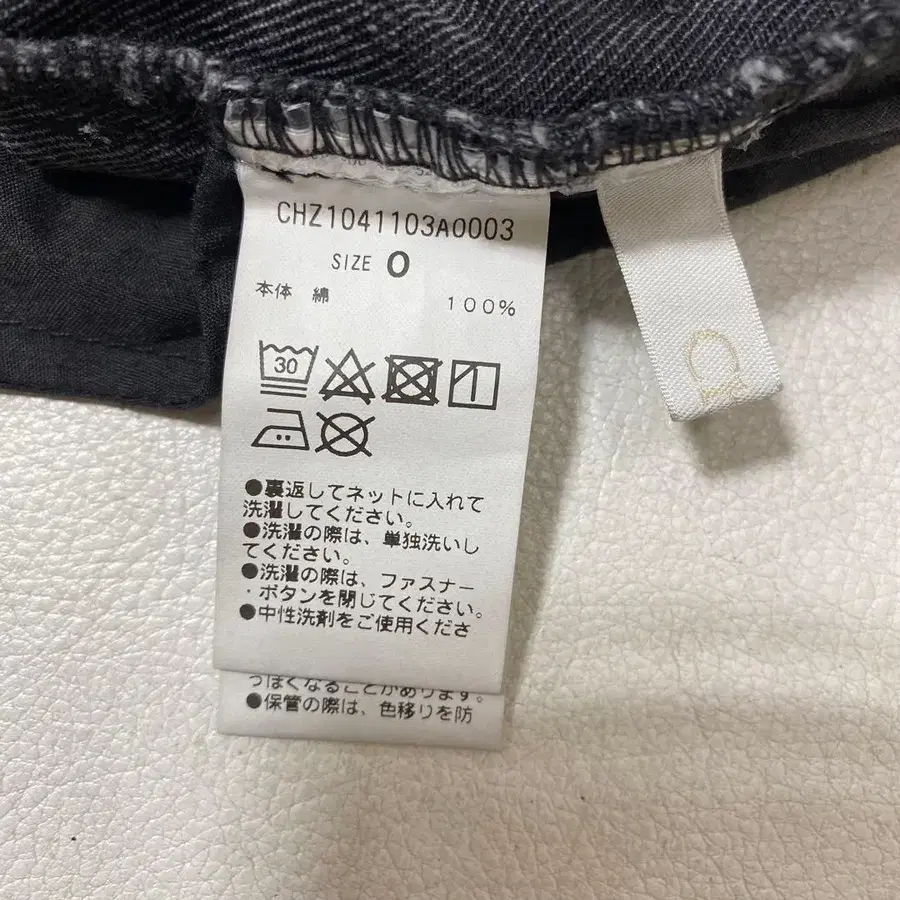 CHZ1041103A0003
SIZE 0
本体 綿 100%
30
●裏返してネットに入れて
洗濯してください。
●洗濯の際は、単独洗いし
てください。
●洗濯の際は、ファスナー
・ボタンを閉じてください。
●中性洗剤をご使用くださ
っぽくなることがあります。
●保管の際は、色移りを防